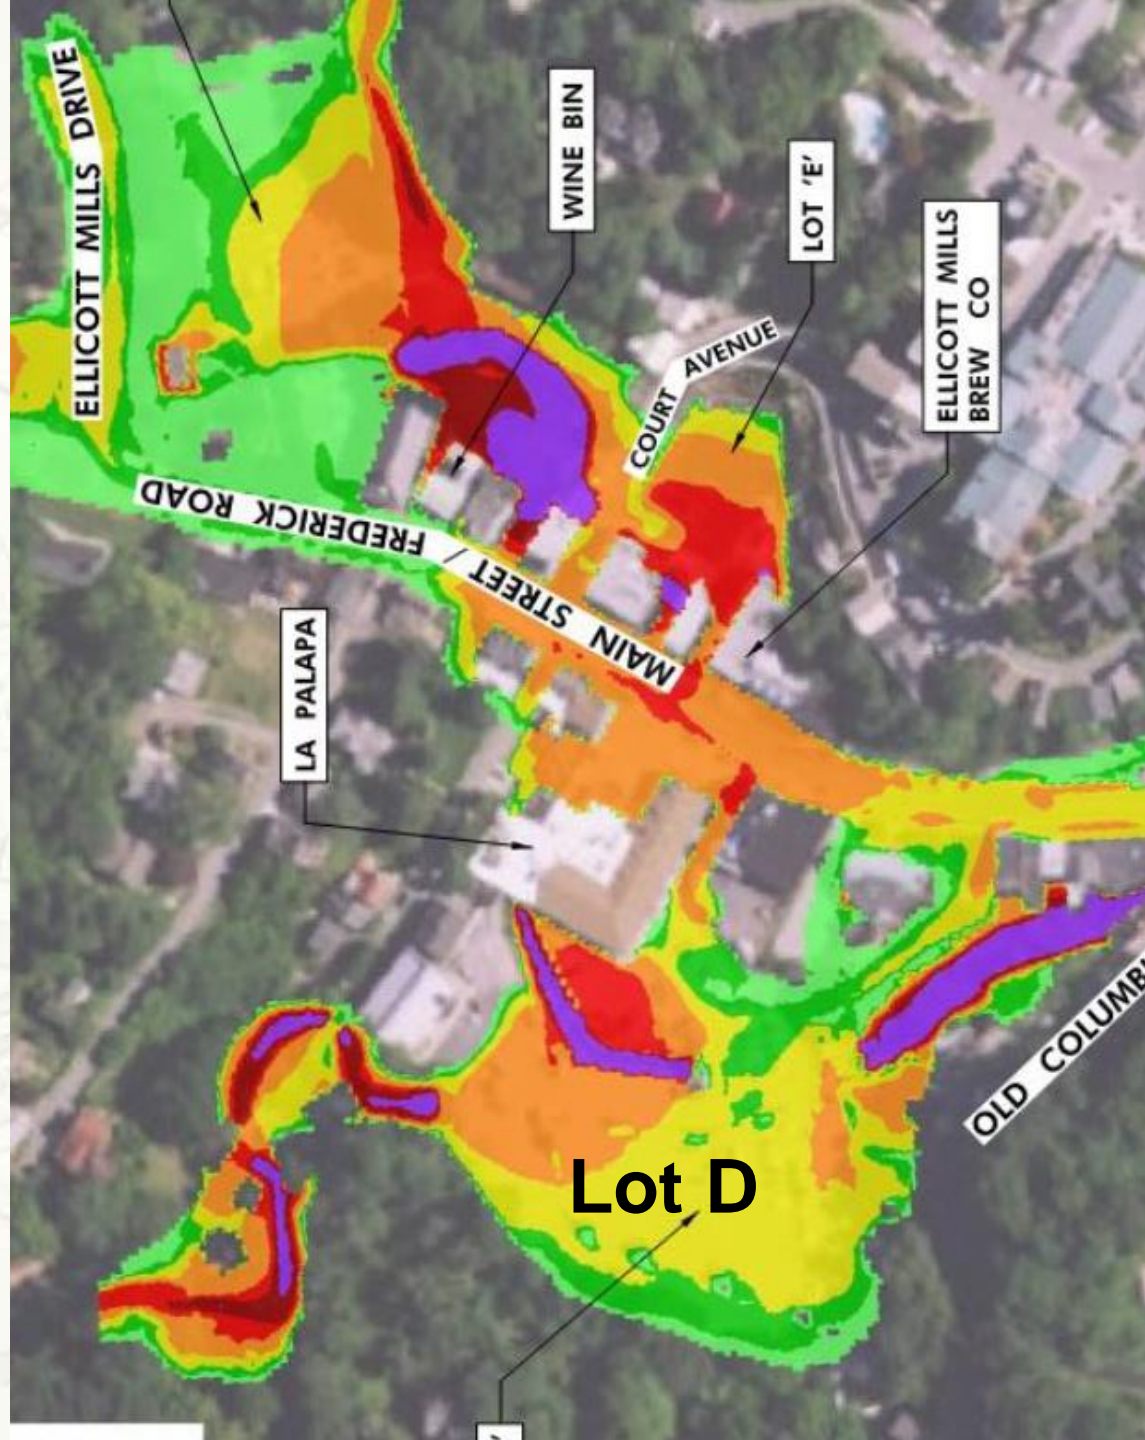 ELLICOTT MILLS DRIVE
WINE BIN
LOT 'E'
ELLICOTT MILLS
BREW CO
COURT AVENUE
MAIN STREET / FREDERICK ROAD
LA PALAPA
OLD
Lot D